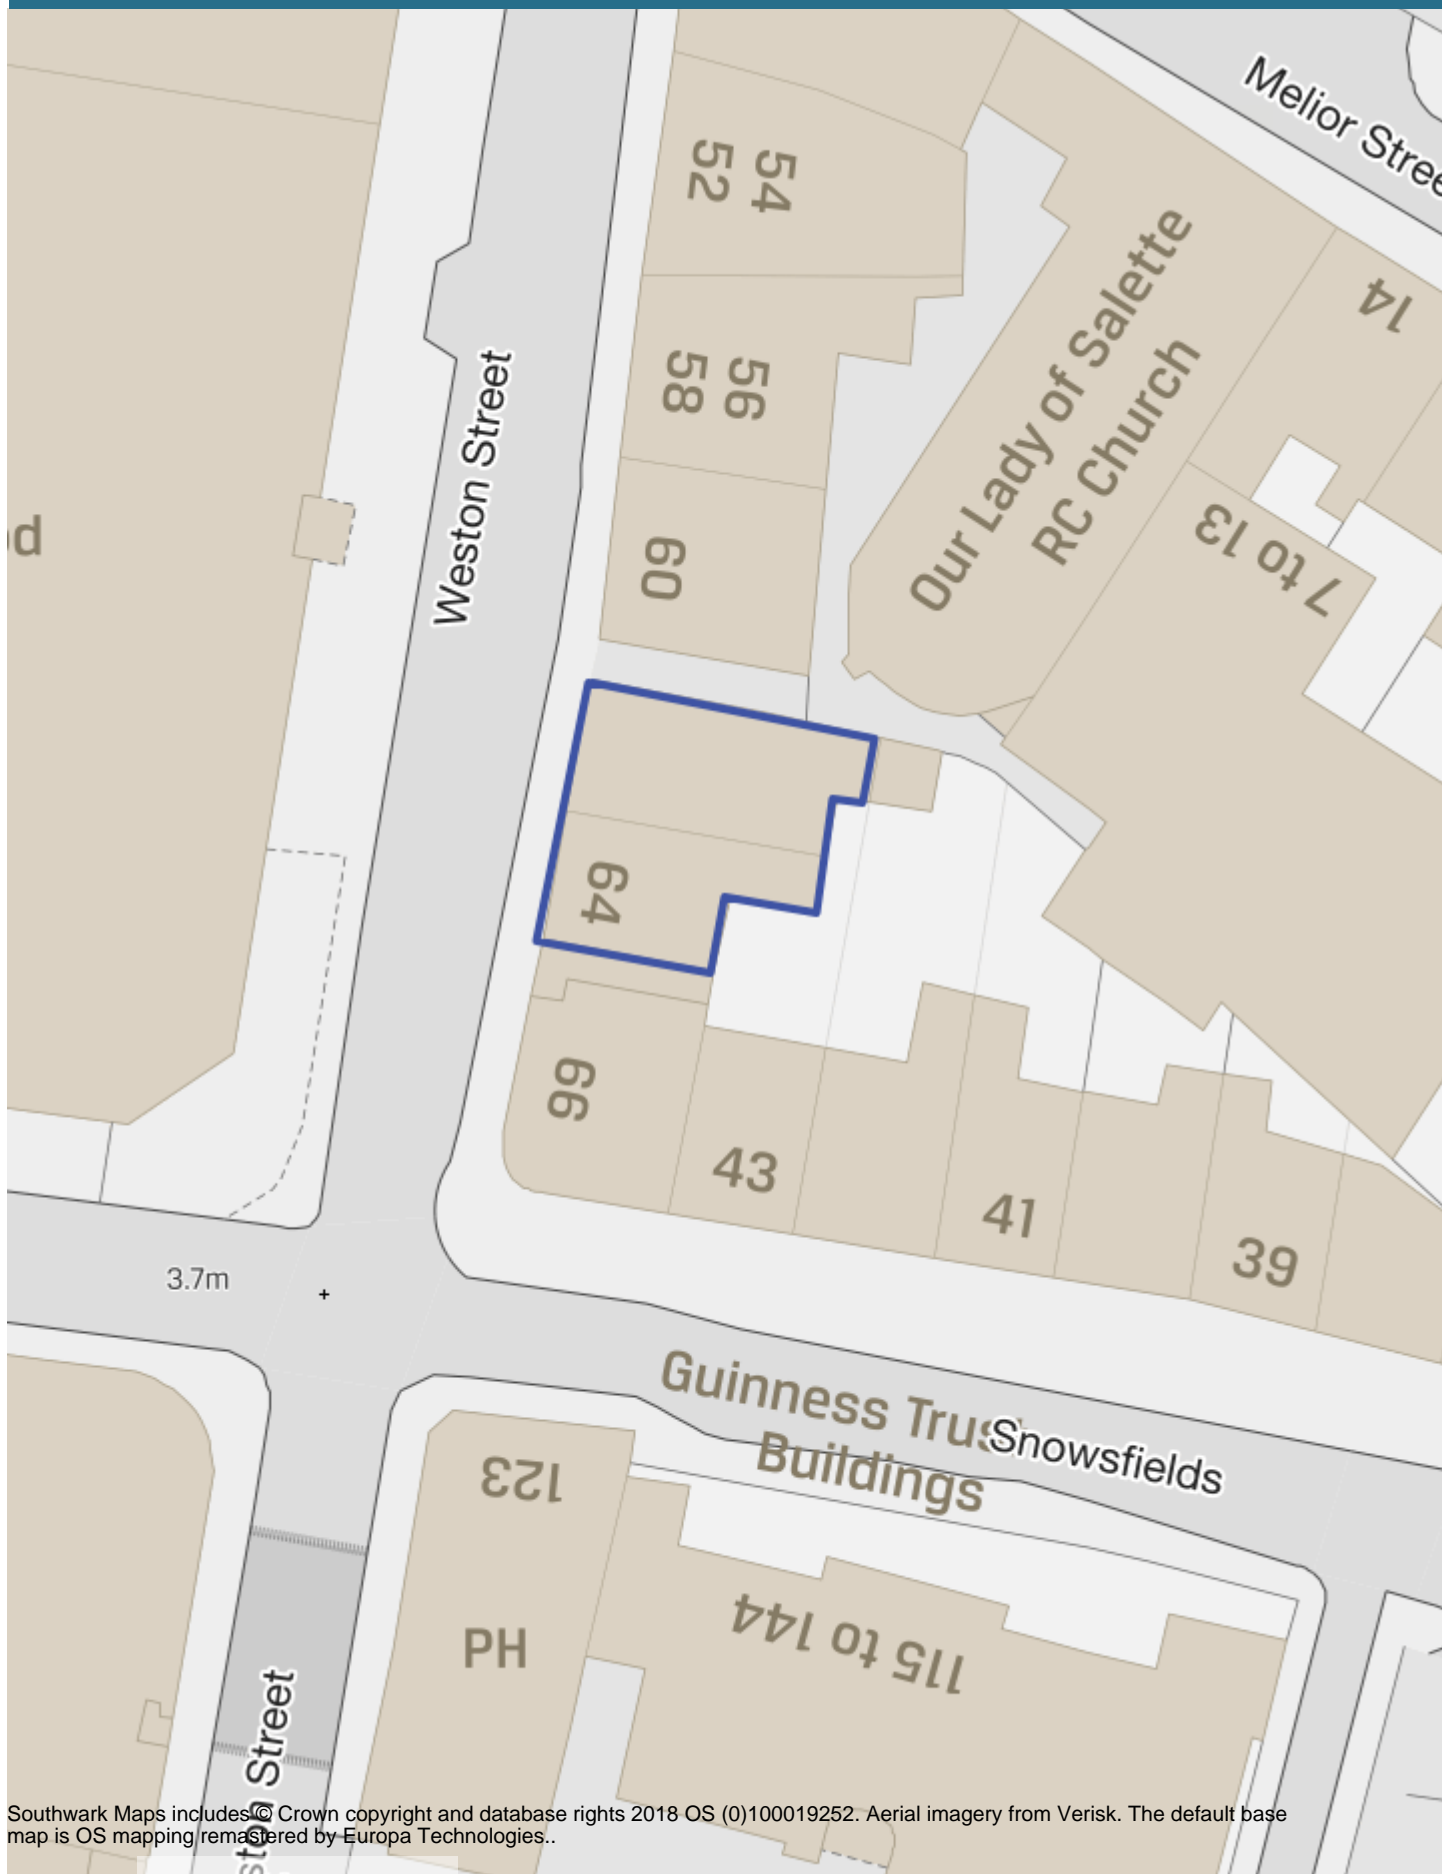 Melior Stree
54
52
14
Our Lady of Salette
RC Church
56
58
Weston Street
d
7 to 13
60
64
66
43
41
39
3.7m
Guinness Trus
Buildings
Snowsfields
123
PH
115 to 144
ston Street
Southwark Maps includes © Crown copyright and database rights 2018 OS (0)100019252. Aerial imagery from Verisk. The default base
map is OS mapping remastered by Europa Technologies..